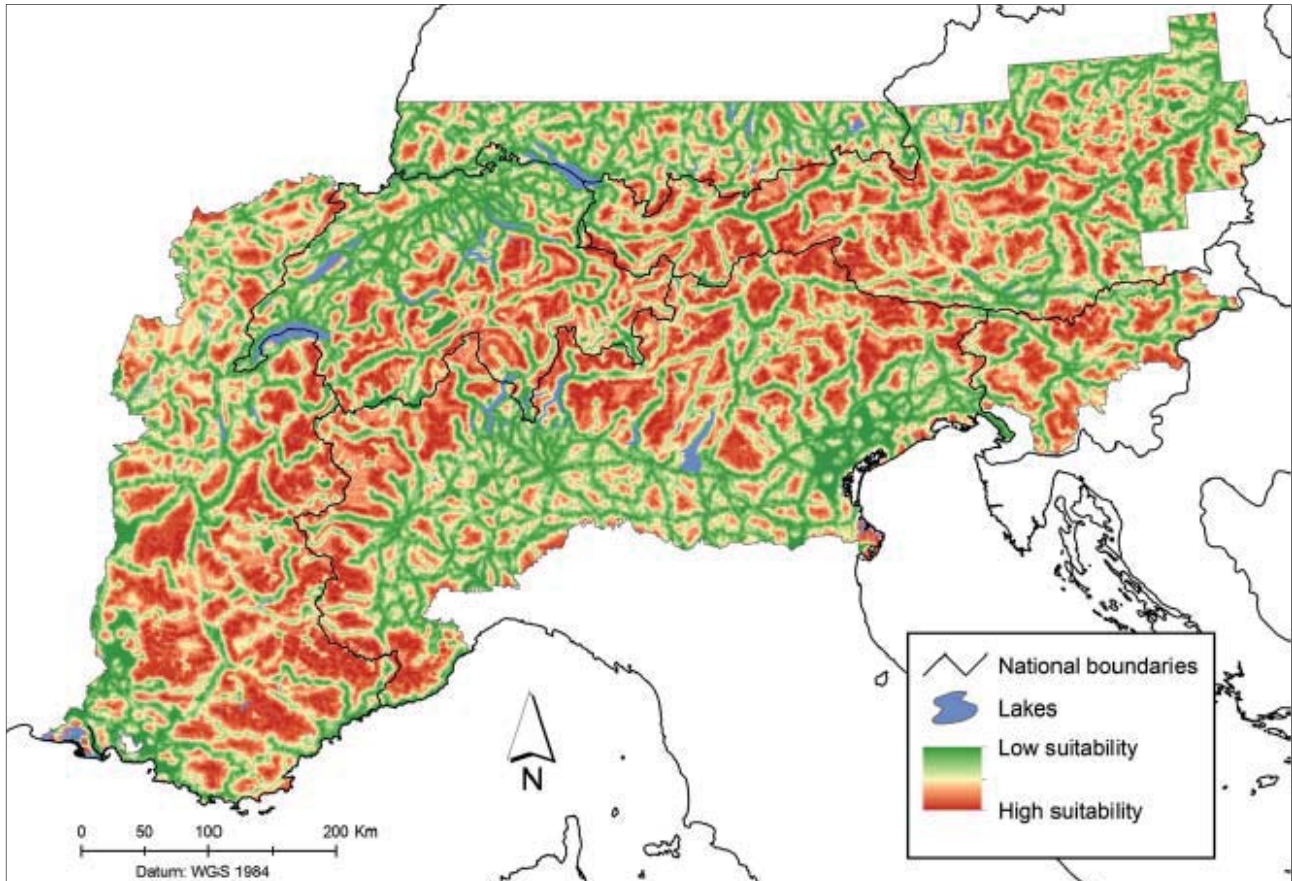 National boundaries
Lakes
Low suitability
High suitability
N
0 50 100 200 Km
Datum: WGS 1984